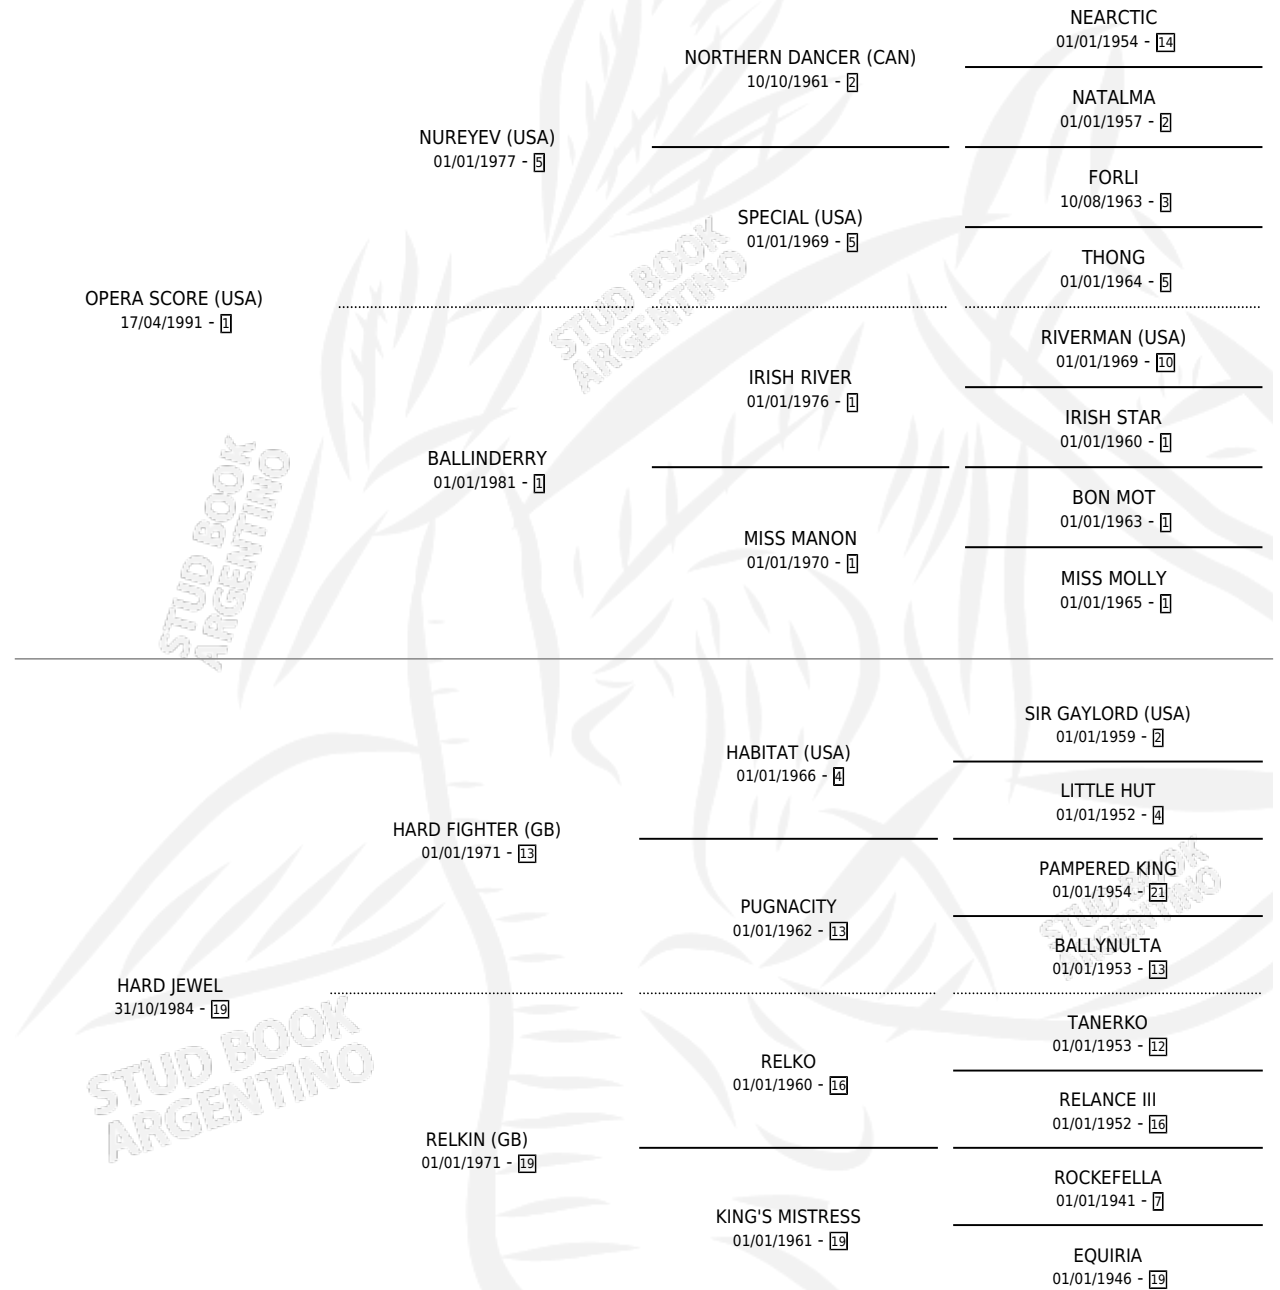 NEARCTIC
01/01/1954 - 14
NORTHERN DANCER (CAN)
10/10/1961 - 2
NATALMA
01/01/1957 - 2
NUREYEV (USA)
01/01/1977 - 5
FORLI
10/08/1963 - 3
SPECIAL (USA)
01/01/1969 - 5
THONG
01/01/1964 - 5
OPERA SCORE (USA)
17/04/1991 - 1
RIVERMAN (USA)
01/01/1969 - 10
IRISH RIVER
01/01/1976 - 1
IRISH STAR
01/01/1960 - 1
BALLINDERRY
01/01/1981 - 1
BON MOT
01/01/1963 - 1
MISS MANON
01/01/1970 - 1
MISS MOLLY
01/01/1965 - 1
STUD BOOK
ARGENTINO
STUD BOOK
ARGENTINO
SIR GAYLORD (USA)
01/01/1959 - 2
HABITAT (USA)
01/01/1966 - 4
LITTLE HUT
01/01/1952 - 4
HARD FIGHTER (GB)
01/01/1971 - 13
PAMPERED KING
01/01/1954 - 21
PUGNACITY
01/01/1962 - 13
BALLYNULTA
01/01/1953 - 13
STUD BOOK
ARGENTINO
HARD JEWEL
31/10/1984 - 19
TANERKO
01/01/1953 - 12
RELKO
01/01/1960 - 16
RELANCE III
01/01/1952 - 16
STUD BOOK
ARGENTINO
RELKIN (GB)
01/01/1971 - 19
ROCKEFELLA
01/01/1941 - 7
KING'S MISTRESS
01/01/1961 - 19
EQUIRIA
01/01/1946 - 19